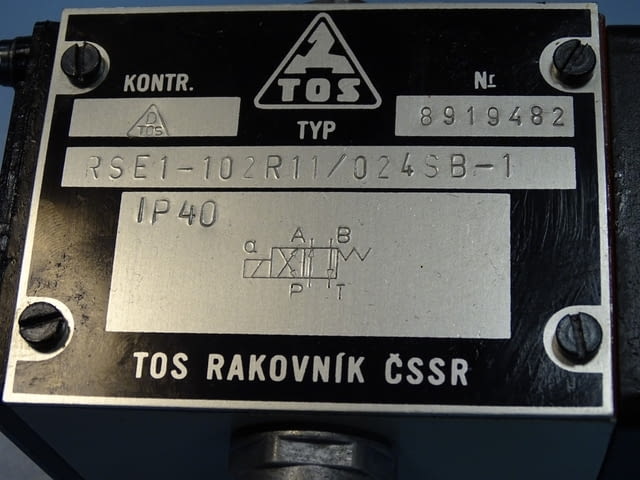 TOS
KONTR.
Nr
D
TOS
TYP
8919482
RSE1-102R11/024SB-1
IP40
a
A B
P T
TOS RAKOVNÍK ČSSR